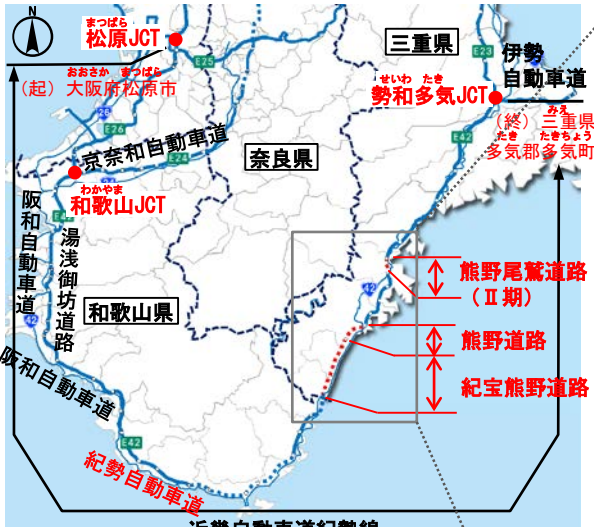 N
まつばら
松原JCT
(起)
おおさか まつばら
大阪府松原市
E25
E26
26
京奈和自動車道
E24
24
わかやま
和歌山JCT
奈良県
三重県
E23
伊勢
自動車道
せいわ たき
勢和多気JCT
E42
(終)
みえ
三重県
たき たきちょう
多気郡多気町
阪和自動車道
湯浅御坊道路
和歌山県
42
42
熊野尾鷲道路
(Ⅱ期)
熊野道路
紀宝熊野道路
阪和自動車道
E42
紀勢自動車道